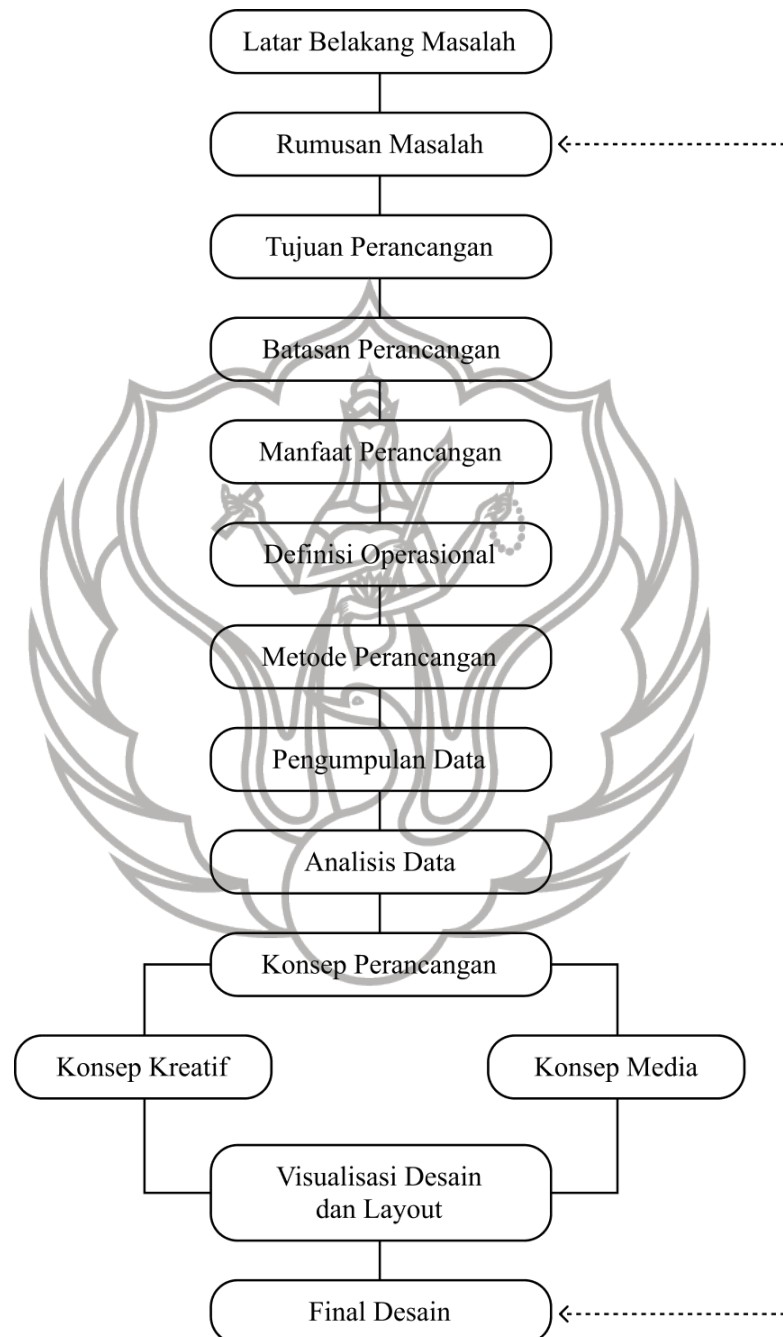 Latar Belakang Masalah
Rumusan Masalah
Tujuan Perancangan
Batasan Perancangan
Manfaat Perancangan
Definisi Operasional
Metode Perancangan
Pengumpulan Data
Analisis Data
Konsep Perancangan
Konsep Kreatif
Konsep Media
Visualisasi Desain
dan Layout
Final Desain